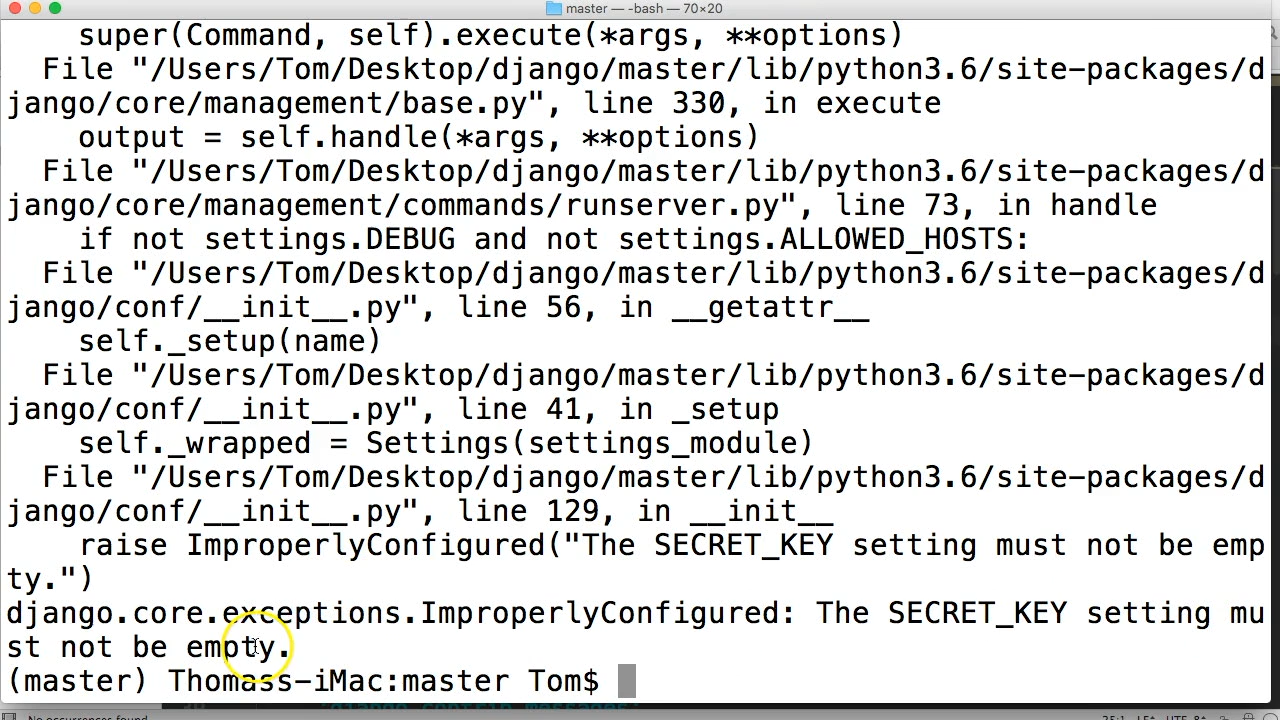 master — -bash — 70×20
super(Command, self).execute(*args, **options)
File "/Users/Tom/Desktop/django/master/lib/python3.6/site-packages/d
jango/core/management/base.py", line 330, in execute
output = self.handle(*args, **options)
File "/Users/Tom/Desktop/django/master/lib/python3.6/site-packages/d
jango/core/management/commands/runserver.py", line 73, in handle
if not settings.DEBUG and not settings.ALLOWED_HOSTS:
File "/Users/Tom/Desktop/django/master/lib/python3.6/site-packages/d
jango/conf/__init__.py", line 56, in __getattr__
self._setup(name)
File "/Users/Tom/Desktop/django/master/lib/python3.6/site-packages/d
jango/conf/__init__.py", line 41, in _setup
self._wrapped = Settings(settings_module)
File "/Users/Tom/Desktop/django/master/lib/python3.6/site-packages/d
jango/conf/__init__.py", line 129, in __init__
raise ImproperlyConfigured("The SECRET_KEY setting must not be emp
ty.")
django.core.exceptions.ImproperlyConfigured: The SECRET_KEY setting mu
st not be empty.
(master) Thomass-iMac:master Tom$